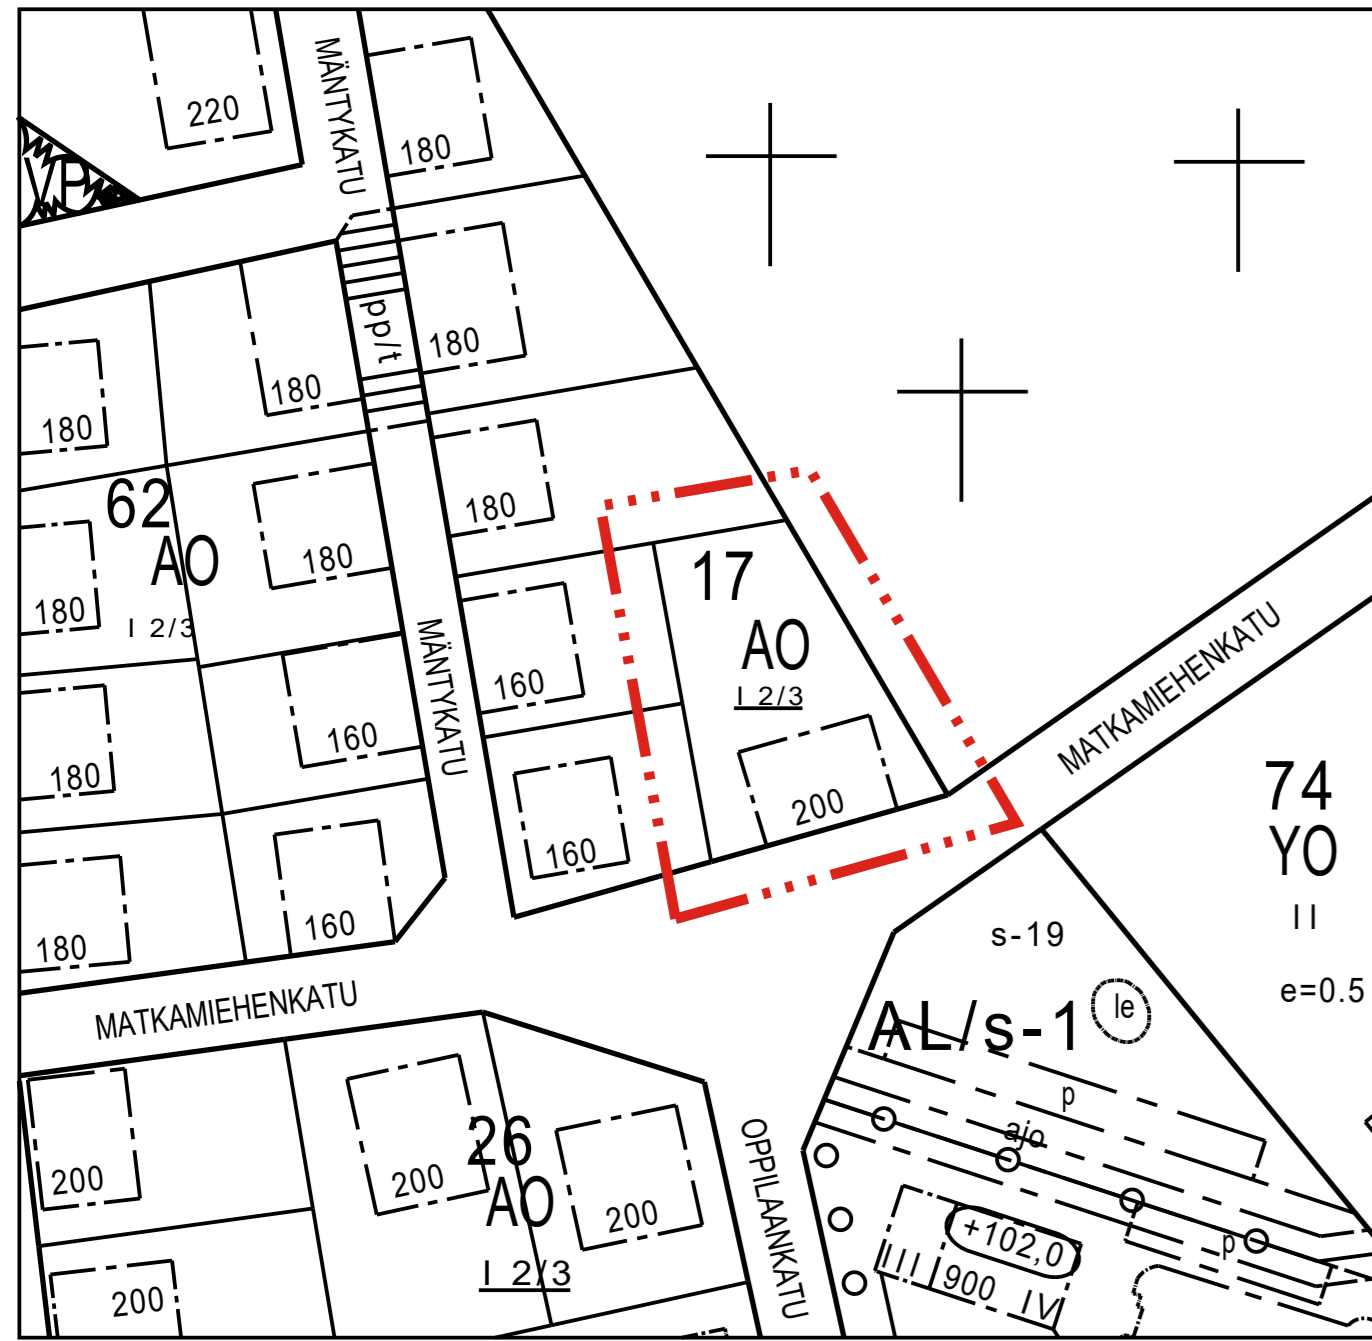 220
MÄNTYKATU
180
VP
pp/t
180
180
180
180
62
AO
I 2/3
180
180
180
17
AO
I 2/3
160
MÄNTYKATU
160
180
160
200
160
160
180
MATKAMIEHENKATU
74
YO
II
e=0.5
s-19
le
AL/s-1
MATKAMIEHENKATU
p
ajo
p
+102,0
III
900
IV
OPPILAANKATU
26
AO
I 2/3
200
200
200
200